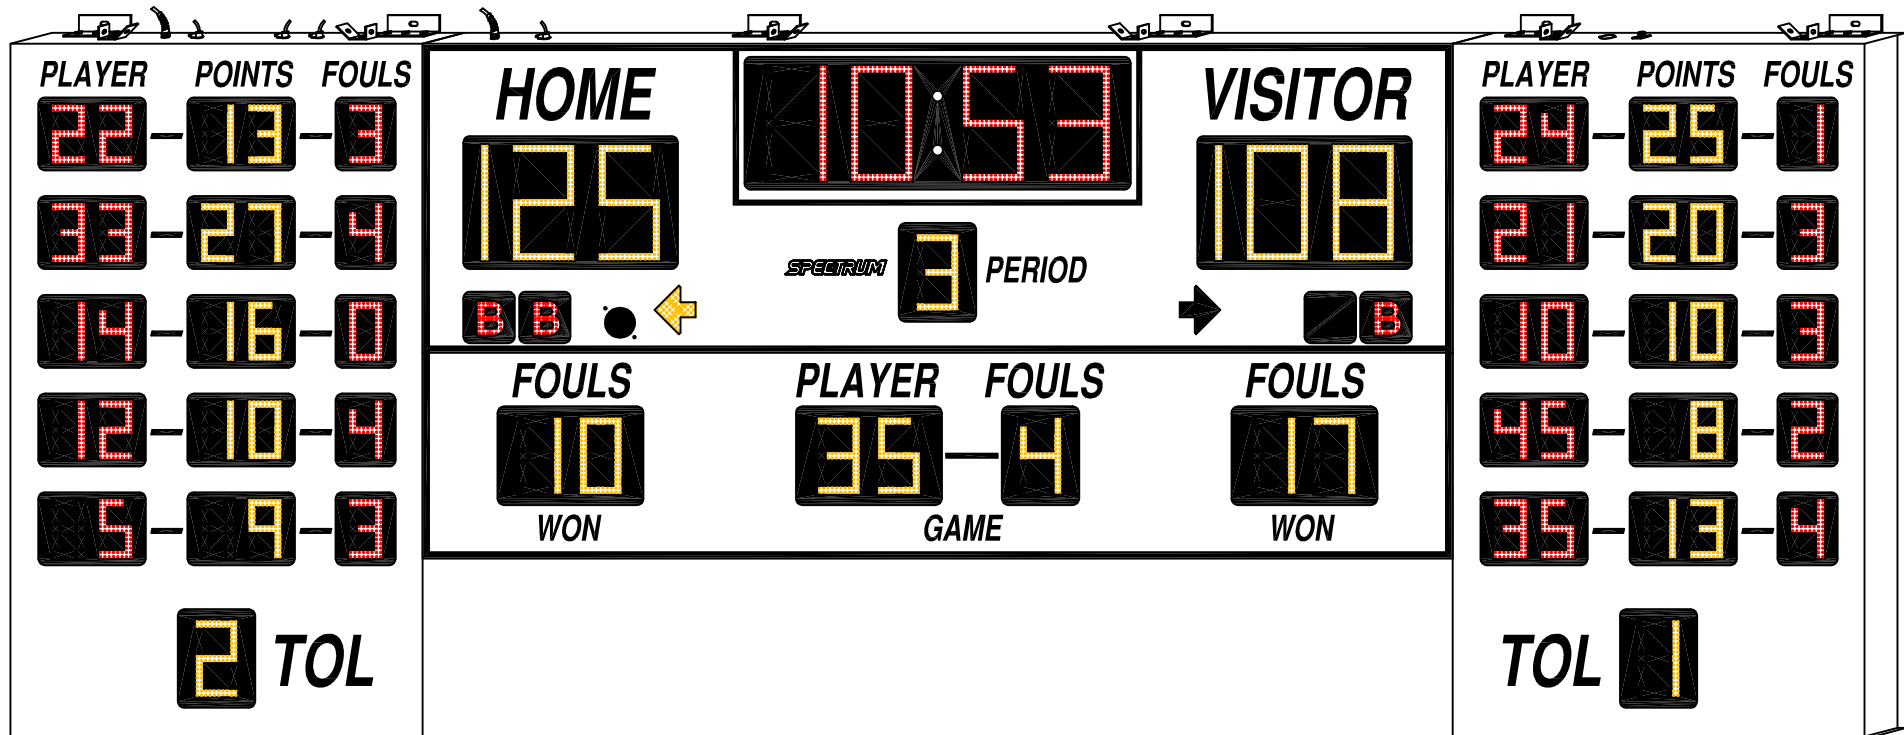 PLAYER POINTS FOULS
22 - 13 - 3
33 - 27 - 4
14 - 16 - 0
12 - 10 - 4
5 - 9 - 3
2 TOL
HOME 10:53 VISITOR
125 108
SPECTRUM 3 PERIOD
B B B
FOULS PLAYER FOULS FOULS
10 35 - 4 17
WON GAME WON
PLAYER POINTS FOULS
24 - 25 - 1
21 - 20 - 3
10 - 10 - 3
45 - 8 - 2
35 - 13 - 4
TOL 1